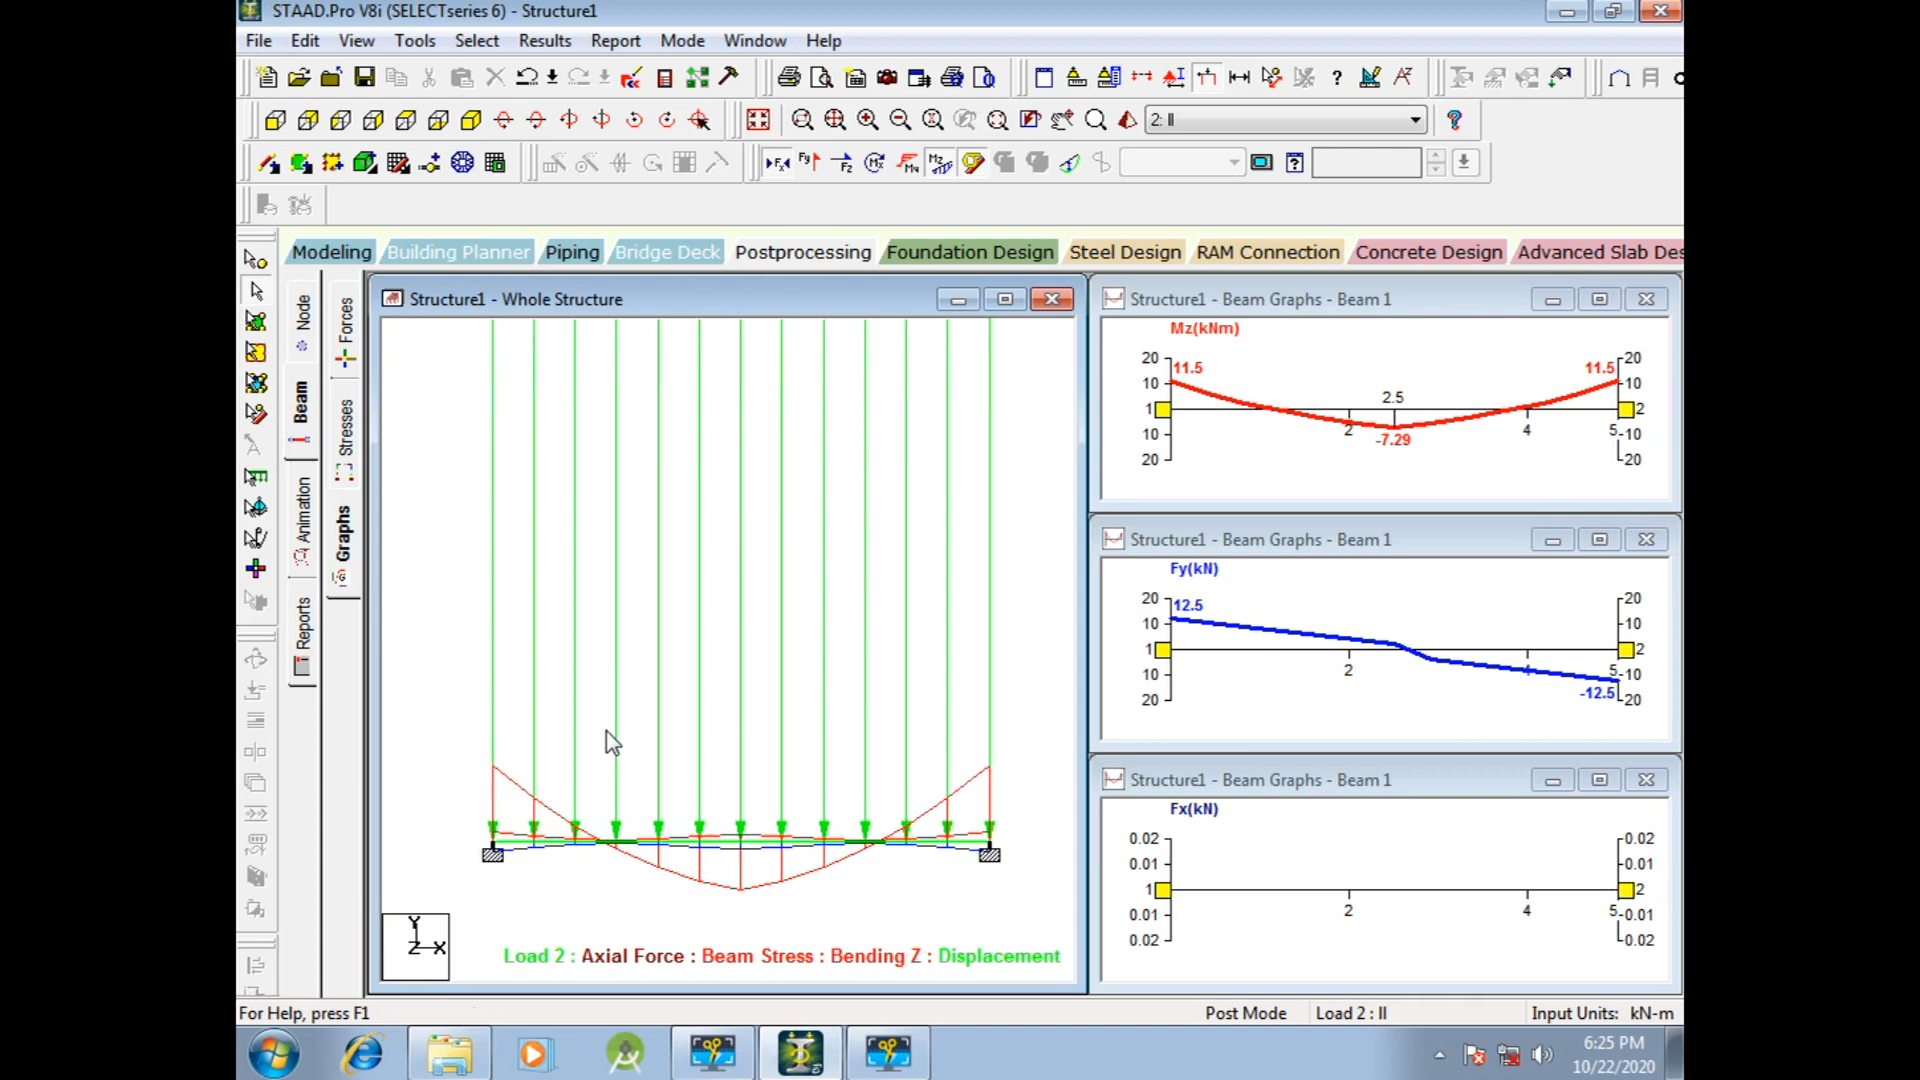 STAAD.Pro V8i (SELECTseries 6) - Structure1
File Edit View Tools Select Results Report Mode Window Help
2: II
Modeling Building Planner Piping Bridge Deck Postprocessing Foundation Design Steel Design RAM Connection Concrete Design Advanced Slab Des
Node
Beam
Animation
Reports
Forces
Stresses
Graphs
Structure1 - Whole Structure
Y
Z X
Load 2 : Axial Force : Beam Stress : Bending Z : Displacement
Structure1 - Beam Graphs - Beam 1
Mz(kNm)
20 20
11.5 11.5
10 10
2.5
1 2
2 4 5
10 -7.29 10
20 20
Structure1 - Beam Graphs - Beam 1
Fy(kN)
20 20
12.5
10 10
1 2
2 4 5
10 10
-12.5
20 20
Structure1 - Beam Graphs - Beam 1
Fx(kN)
0.02 0.02
0.01 0.01
1 2
2 4 5
0.01 0.01
0.02 0.02
For Help, press F1
Post Mode Load 2 : II Input Units: kN-m
6:25 PM
10/22/2020